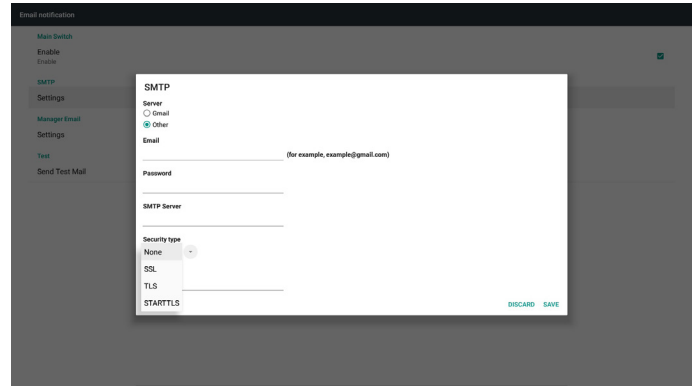 Email notification
Main Switch
Enable
Enable
SMTP
Settings
Manager Email
Settings
Test
Send Test Mail
SMTP
Server
Gmail
Other
Email
(for example, example@gmail.com)
Password
SMTP Server
Security type
None
SSL
TLS
STARTTLS
DISCARD SAVE